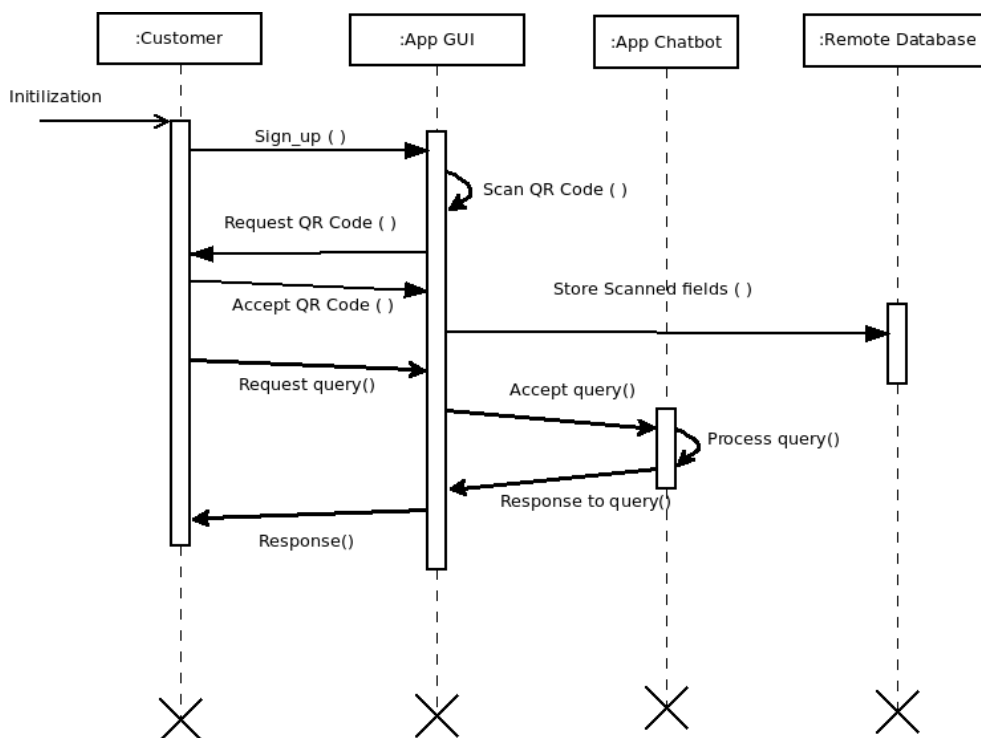 :Customer
:App GUI
:App Chatbot
:Remote Database
Initilization
Sign_up ( )
Scan QR Code ( )
Request QR Code ( )
Accept QR Code ( )
Store Scanned fields ( )
Request query()
Accept query()
Process query()
Response to query()
Response()